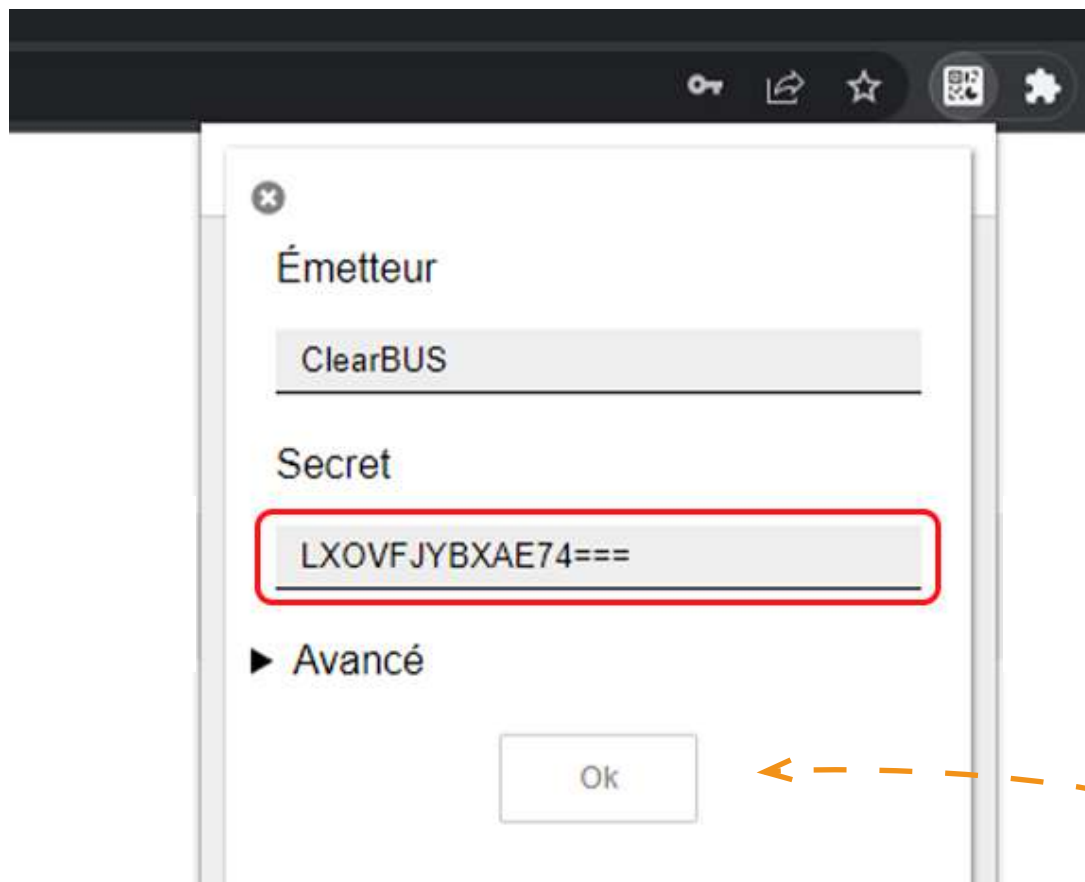 Émetteur
ClearBUS
Secret
LXOVFJYBXAE74===
Avancé
Ok